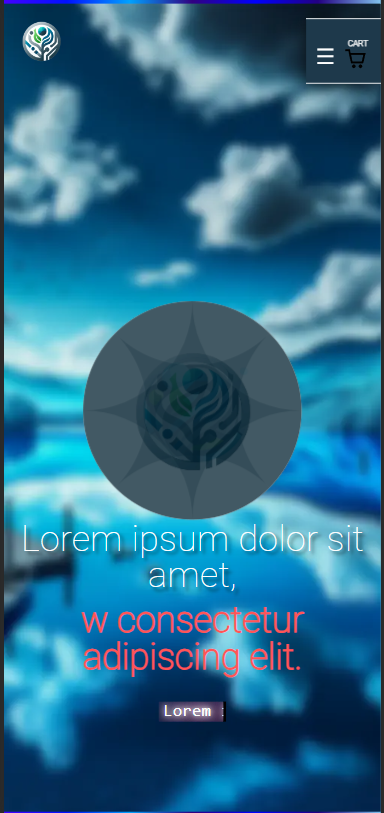 CART
Lorem ipsum dolor sit
amet,
w consectetur
adipiscing elit.
Lorem